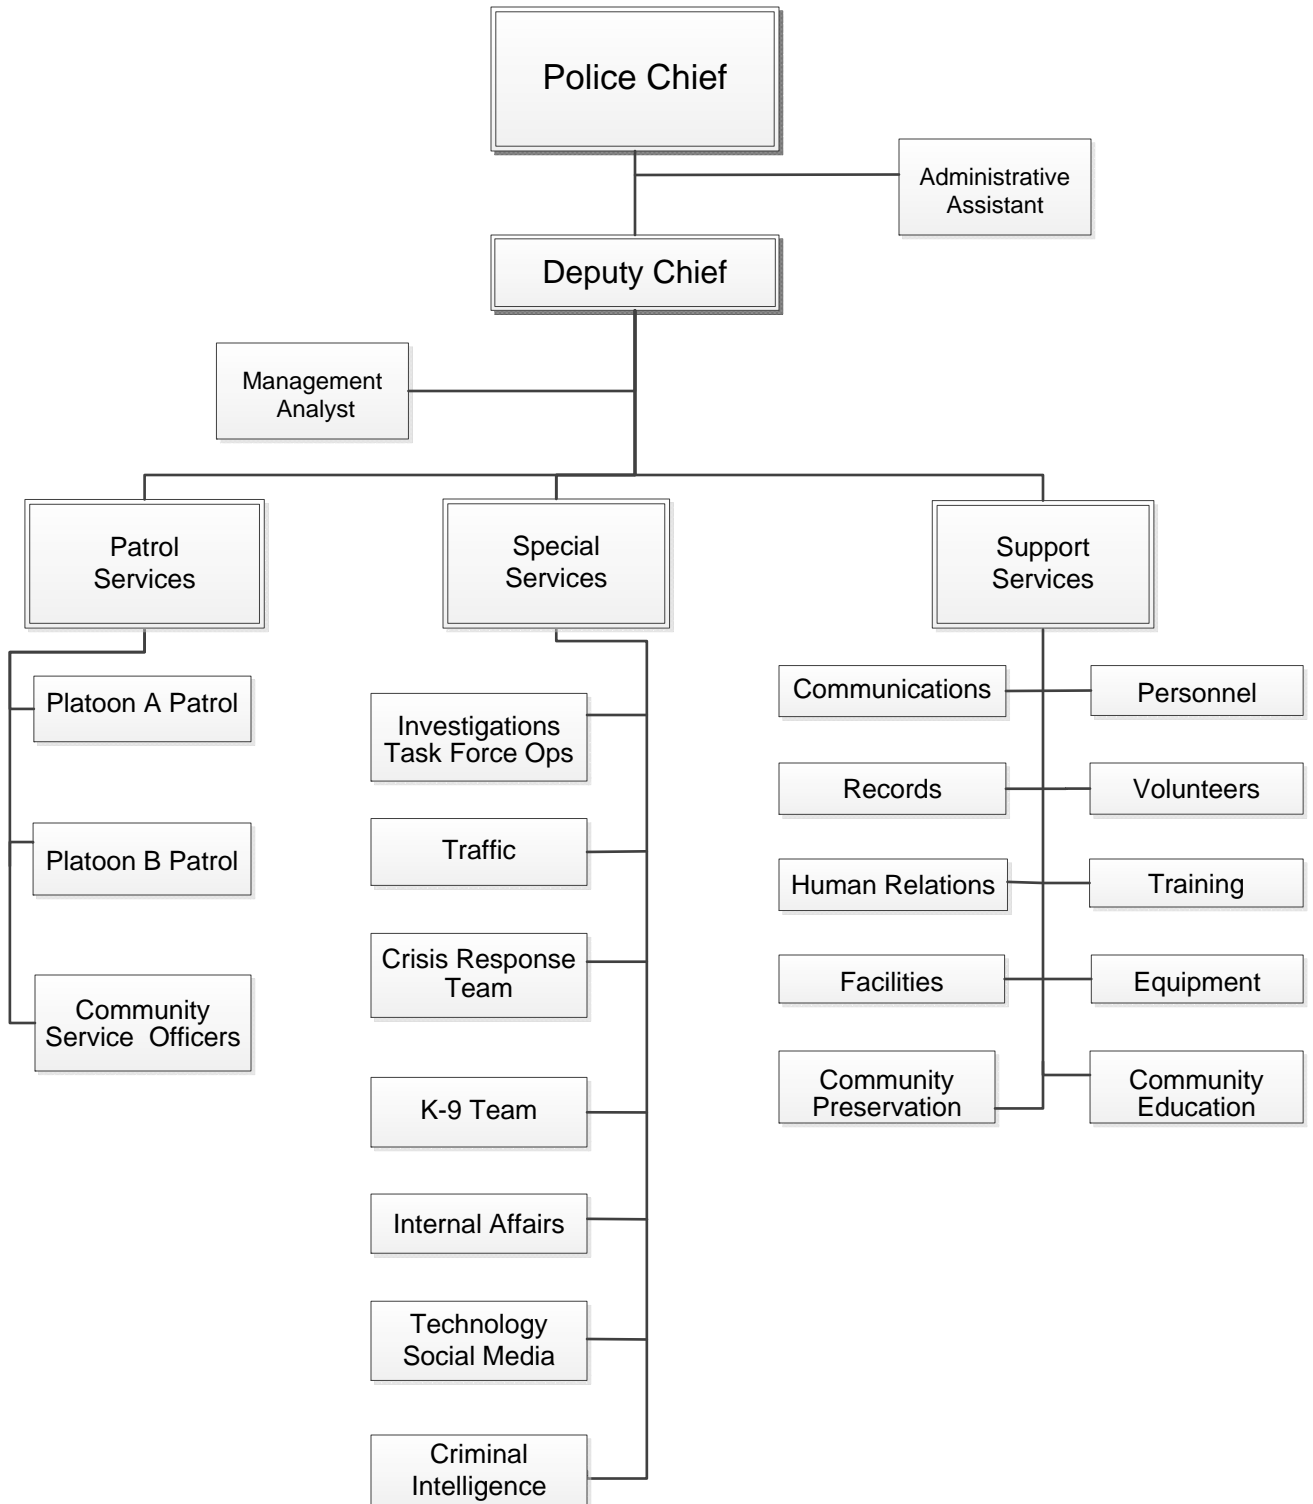 Police Chief
Administrative
Assistant
Deputy Chief
Management
Analyst
Patrol
Services
Special
Services
Support
Services
Platoon A Patrol
Platoon B Patrol
Community
Service  Officers
Investigations
Task Force Ops
Traffic
Crisis Response
Team
K-9 Team
Internal Affairs
Technology
Social Media
Criminal
Intelligence
Communications
Personnel
Records
Volunteers
Human Relations
Training
Facilities
Equipment
Community
Preservation
Community
Education